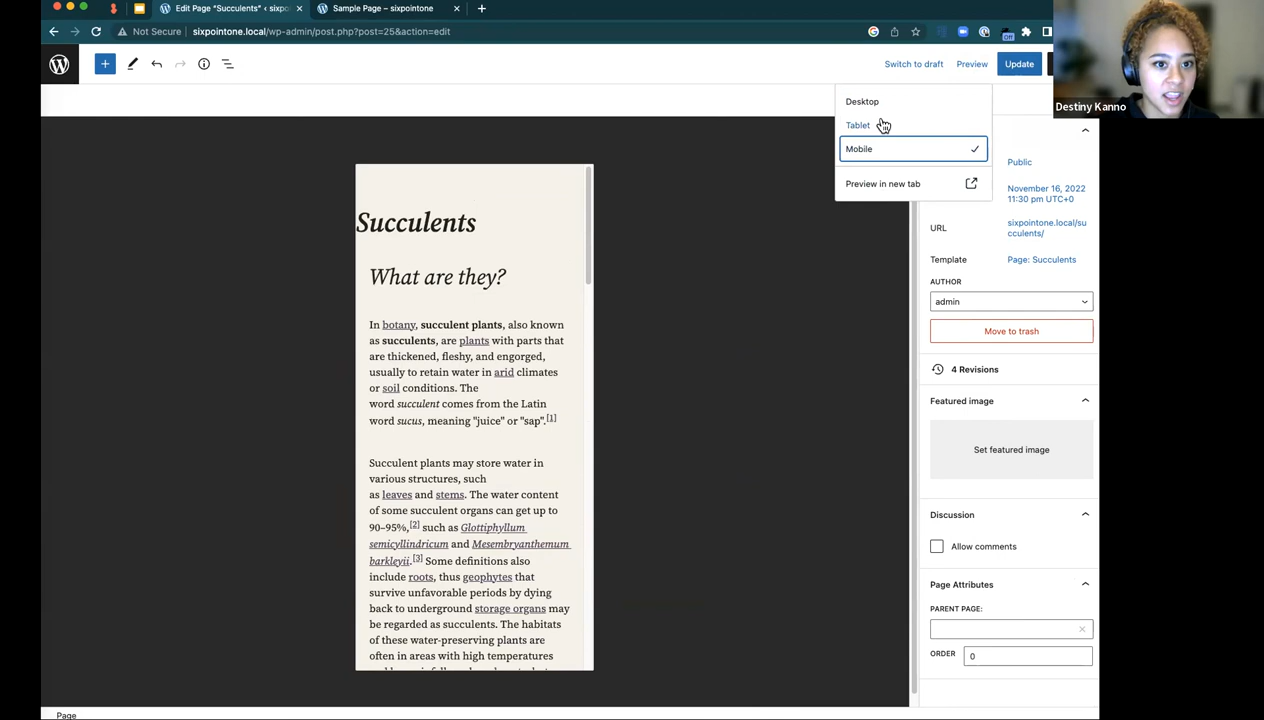 Edit Page "Succulents" ‹ sixpo
Sample Page – sixpointone
Not Secure
sixpointone.local/wp-admin/post.php?post=25&action=edit
Off
Switch to draft
Preview
Update
Destiny Kanno
Desktop
Tablet
Mobile
Preview in new tab
Succulents
What are they?
In botany, succulent plants, also known
as succulents, are plants with parts that
are thickened, fleshy, and engorged,
usually to retain water in arid climates
or soil conditions. The
word succulent comes from the Latin
word sucus, meaning "juice" or "sap".[1]
Succulent plants may store water in
various structures, such
as leaves and stems. The water content
of some succulent organs can get up to
90–95%,[2] such as Glottiphyllum
semicyllindricum and Mesembryanthemum
barkleyii.[3] Some definitions also
include roots, thus geophytes that
survive unfavorable periods by dying
back to underground storage organs may
be regarded as succulents. The habitats
of these water-preserving plants are
often in areas with high temperatures
Public
November 16, 2022
11:30 pm UTC+0
URL
sixpointone.local/su
cculents/
Template
Page: Succulents
AUTHOR
admin
Move to trash
4 Revisions
Featured image
Set featured image
Discussion
Allow comments
Page Attributes
PARENT PAGE:
ORDER
0
Page